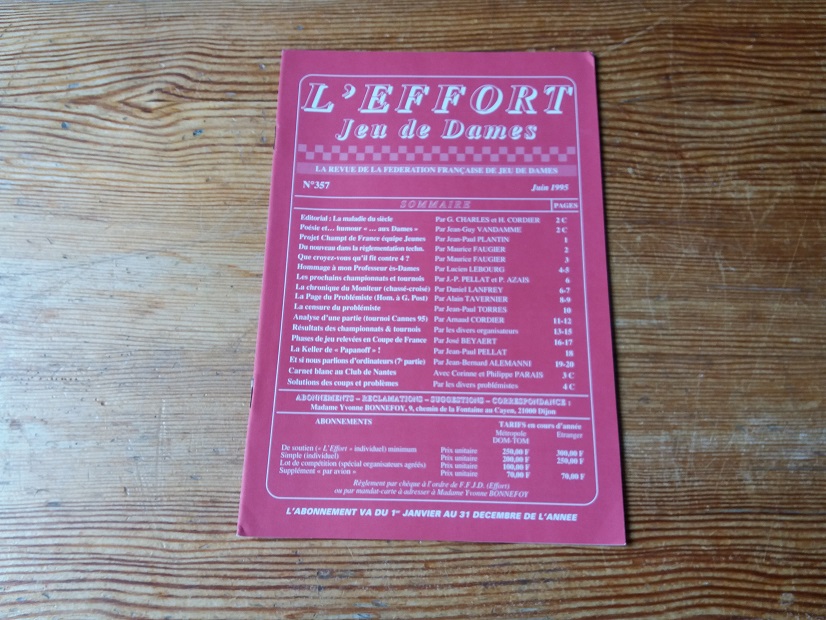 L'EFFORT
Jeu de Dames
LA REVUE DE LA FEDERATION FRANÇAISE DE JEU DE DAMES
N°357 Juin 1995
SOMMAIRE PAGES
Editorial : La maladie du siècle Par G. CHARLES et H. CORDIER 2 C
Poésie et... humour « ... aux Dames » Par Jean-Guy VANDAMME 2 C
Projet Champt de France équipe Jeunes Par Jean-Paul PLANTIN 1
Du nouveau dans la règlementation techn. Par Maurice FAUGIER 2
Que croyez-vous qu'il fit contre 4 ? Par Maurice FAUGIER 3
Hommage à mon Professeur ès-Dames Par Lucien LEBOURG 4-5
Les prochains championnats et tournois Par J.-P. PELLAT et P. AZAIS 6
La chronique du Moniteur (chassé-croisé) Par Daniel LANFREY 6-7
La Page du Problémiste (Hom. à G. Post) Par Alain TAVERNIER 8-9
La censure du problémiste Par Jean-Paul TORRES 10
Analyse d'une partie (tournoi Cannes 95) Par Arnaud CORDIER 11-12
Résultats des championnats & tournois Par les divers organisateurs 13-15
Phases de jeu relevées en Coupe de France Par José BEYAERT 16-17
La Keller de « Papanoff » ! Par Jean-Paul PELLAT 18
Et si nous parlions d'ordinateurs (7e partie) Par Jean-Bernard ALEMANNI 19-20
Carnet blanc au Club de Nantes Avec Corinne et Philippe PARAIS 3 C
Solutions des coups et problèmes Par les divers problémistes 4 C
ABONNEMENTS – RECLAMATIONS – SUGGESTIONS – CORRESPONDANCE :
Madame Yvonne BONNEFOY, 9, chemin de la Fontaine au Cayen, 21000 Dijon
ABONNEMENTS TARIFS en cours d'année
Métropole Etranger
DOM-TOM
De soutien (« L'Effort » individuel) minimum Prix unitaire 250,00 F 300,00 F
Simple (individuel) Prix unitaire 200,00 F 250,00 F
Lot de compétition (spécial organisateurs agréés) Prix unitaire 100,00 F
Supplément « par avion » Prix unitaire 70,00 F 70,00 F
Règlement par chèque à l'ordre de F.F.J.D. (Effort)
ou par mandat-carte à adresser à Madame Yvonne BONNEFOY
L'ABONNEMENT VA DU 1er JANVIER AU 31 DECEMBRE DE L'ANNEE